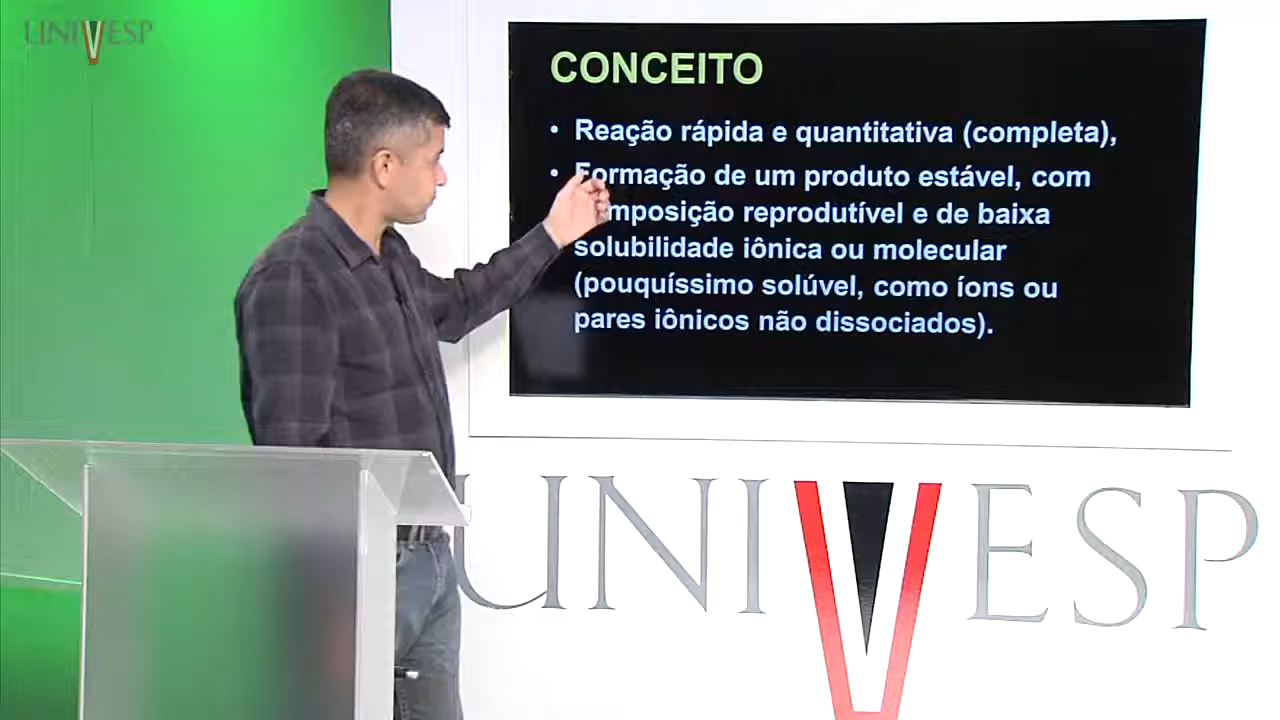 UNIVESP
CONCEITO
• Reação rápida e quantitativa (completa),
• Formação de um produto estável, com
composição reprodutível e de baixa
solubilidade iônica ou molecular
(pouquíssimo solúvel, como íons ou
pares iônicos não dissociados).
UNIVESP